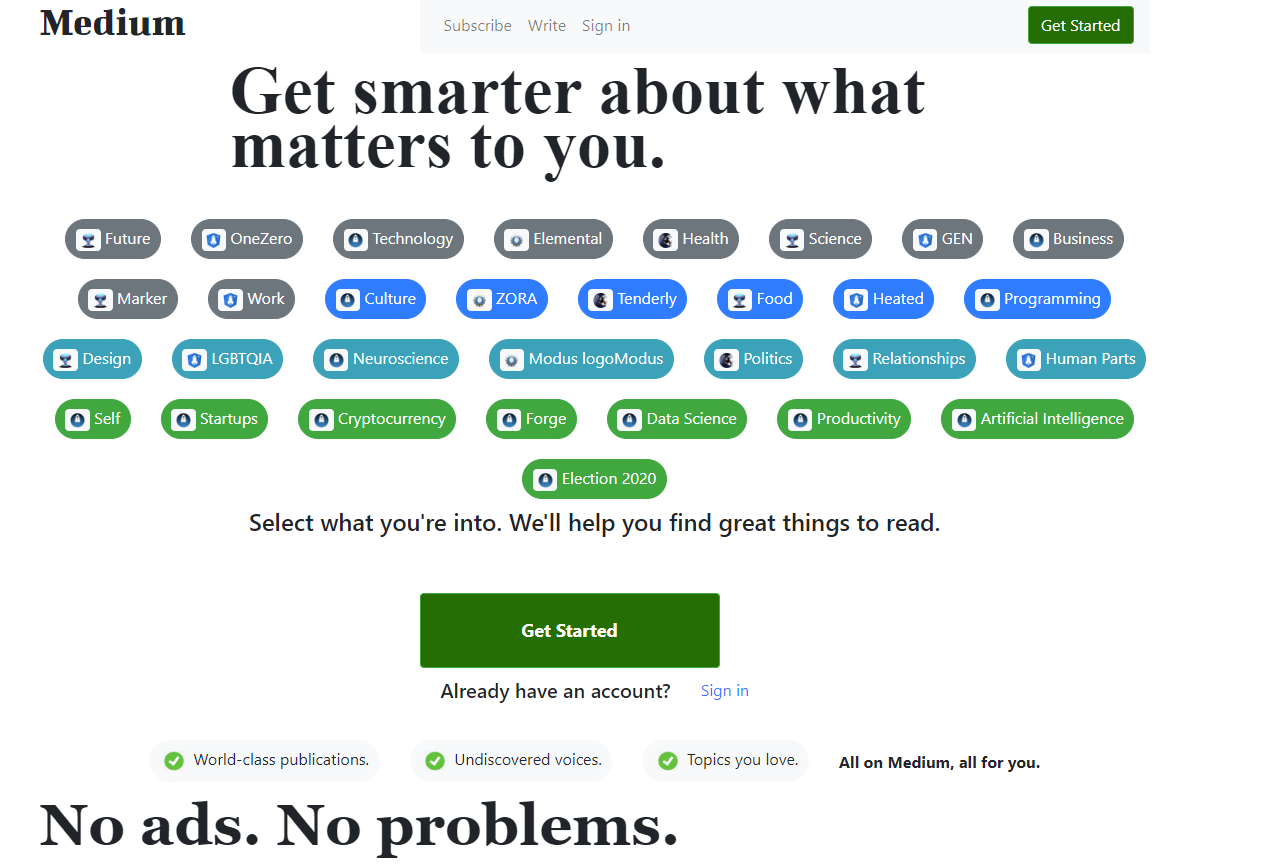 Medium Subscribe Write Sign in Get Started
Get smarter about what
matters to you.
Future OneZero Technology Elemental Health Science GEN Business
Marker Work Culture ZORA Tenderly Food Heated Programming
Design LGBTQIA Neuroscience Modus logoModus Politics Relationships Human Parts
Self Startups Cryptocurrency Forge Data Science Productivity Artificial Intelligence
Election 2020
Select what you're into. We'll help you find great things to read.
Get Started
Already have an account? Sign in
World-class publications. Undiscovered voices. Topics you love. All on Medium, all for you.
No ads. No problems.